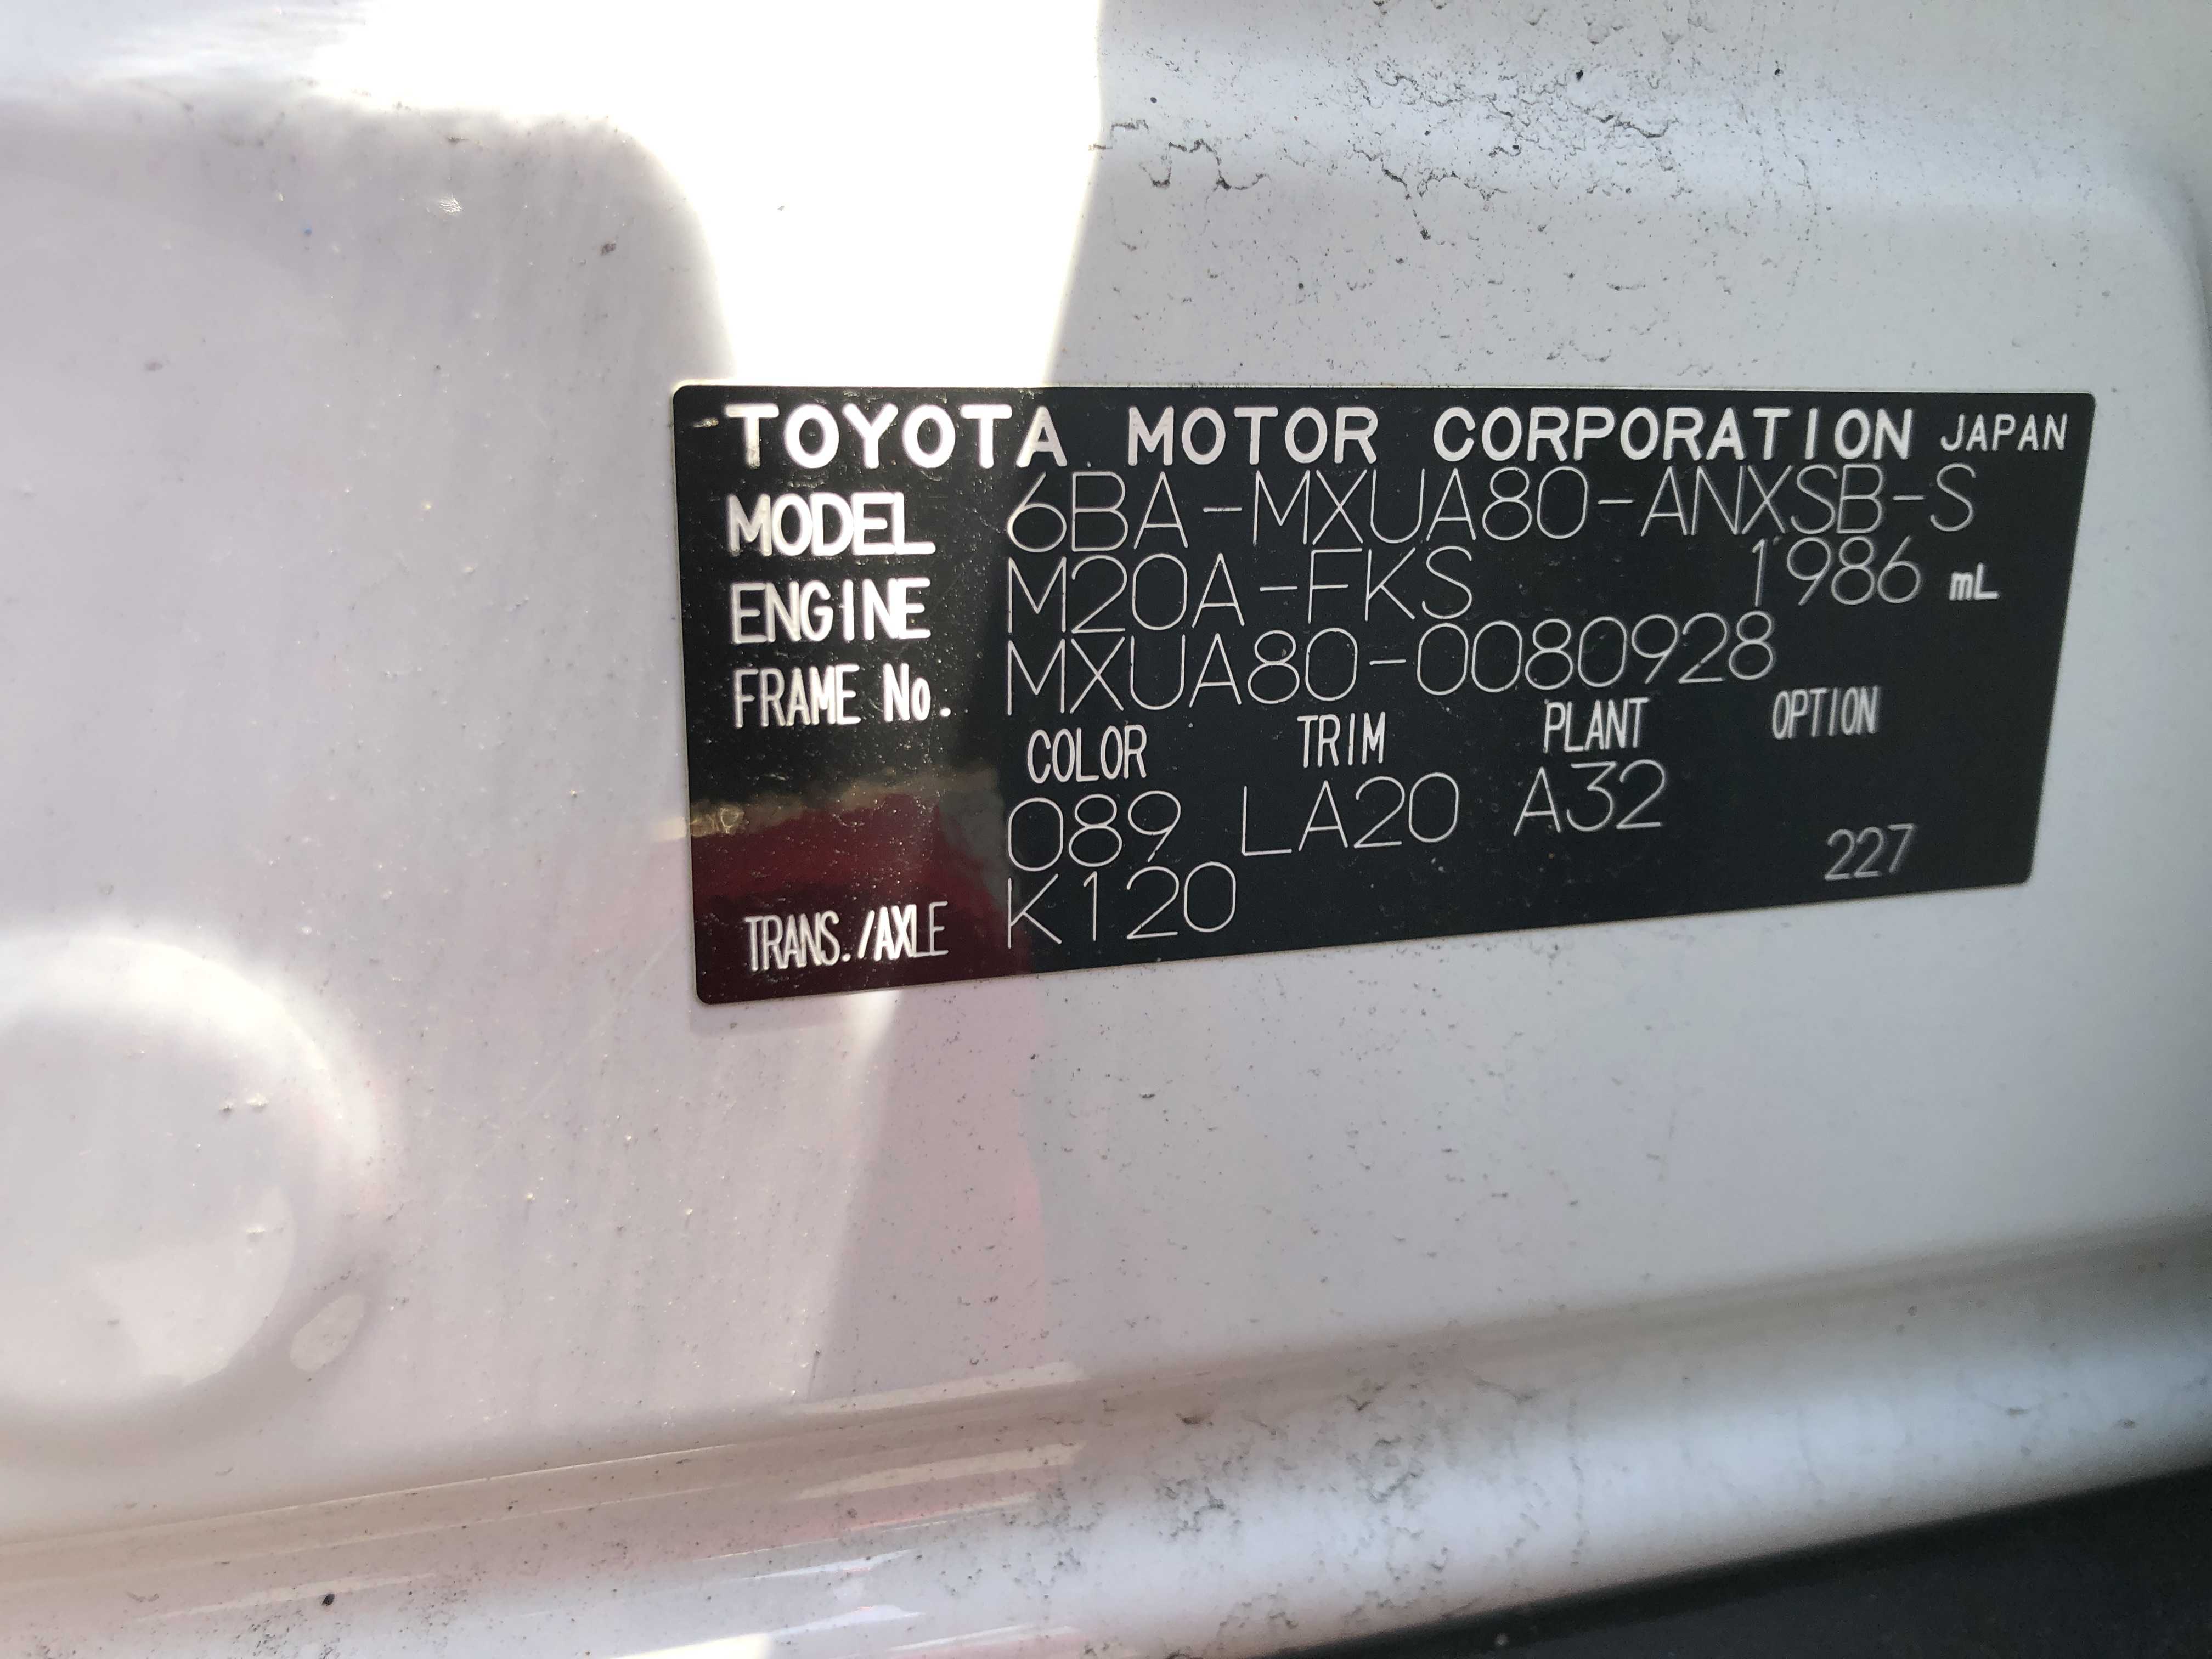 TOYOTA MOTOR CORPORATION JAPAN
MODEL 6BA-MXUA80-ANXSB-S
ENGINE M20A-FKS 1986 mL
FRAME No. MXUA80-0080928
COLOR TRIM PLANT OPTION
089 LA20 A32
TRANS./AXLE K120 227